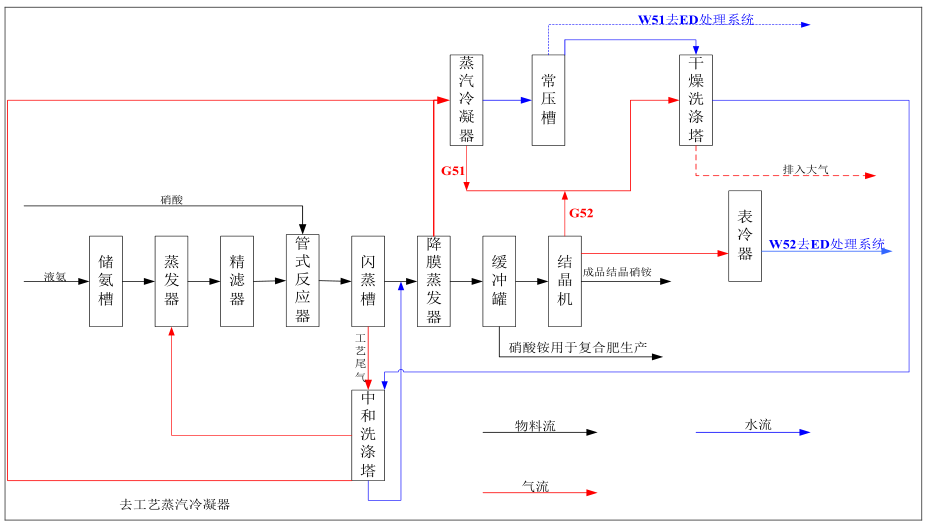 W51去ED处理系统
蒸汽冷凝器
常压槽
干燥洗涤塔
G51
排入大气
硝酸
G52
表冷器
W52去ED处理系统
液氨
储氨槽
蒸发器
精滤器
管式反应器
闪蒸槽
降膜蒸发器
缓冲罐
结晶机
成品结晶硝铵
工艺尾气
硝酸铵用于复合肥生产
中和洗涤塔
物料流
水流
气流
去工艺蒸汽冷凝器